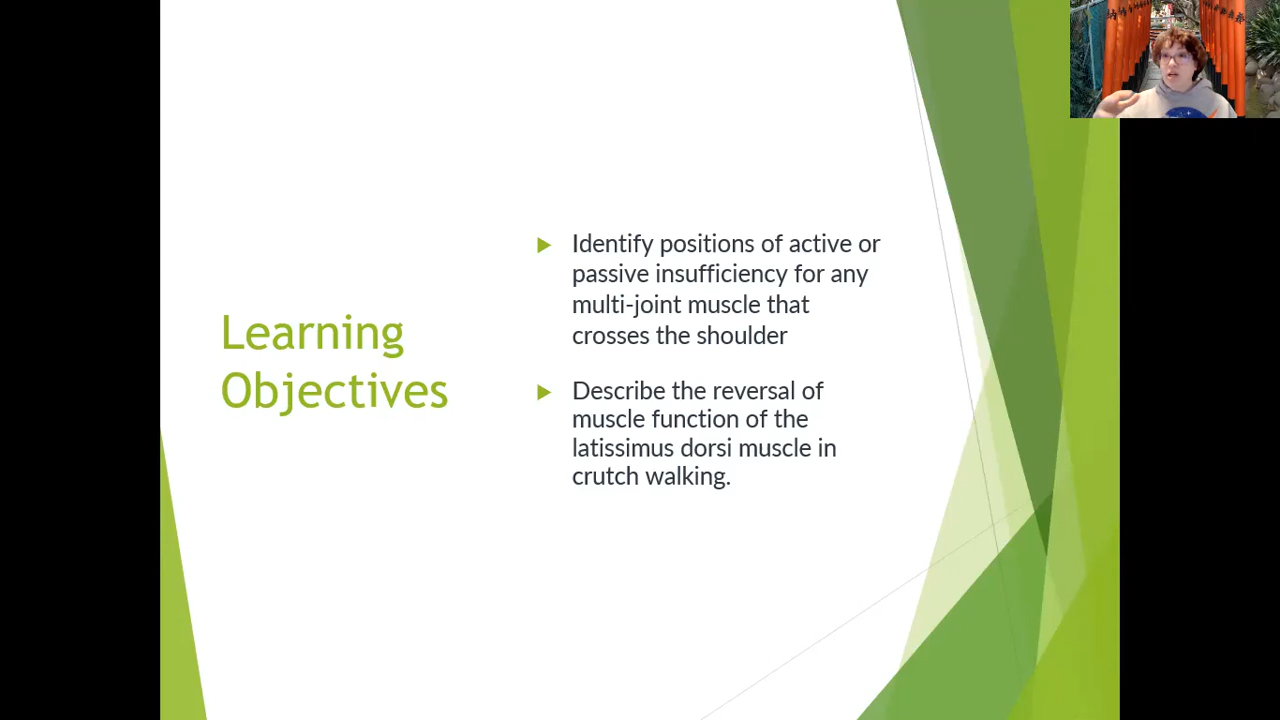 Learning
Objectives
Identify positions of active or
passive insufficiency for any
multi-joint muscle that
crosses the shoulder
Describe the reversal of
muscle function of the
latissimus dorsi muscle in
crutch walking.